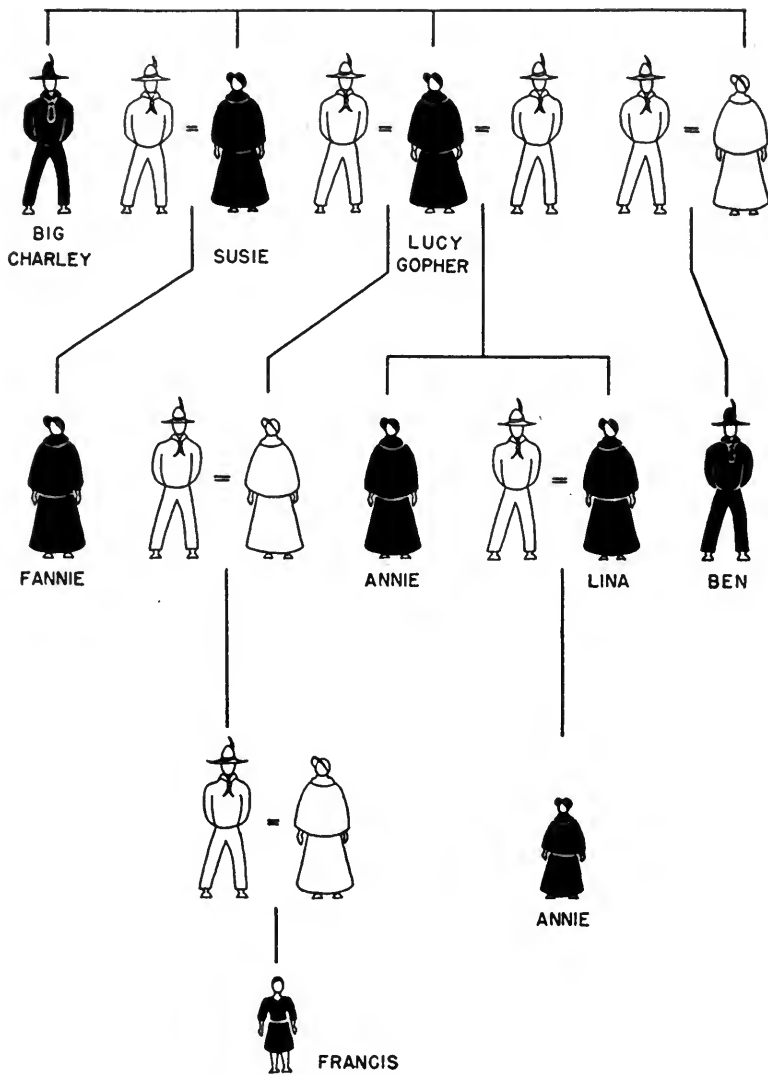 BIG
CHARLEY
SUSIE
LUCY
GOPHER
FANNIE
ANNIE
LINA
BEN
ANNIE
FRANCIS